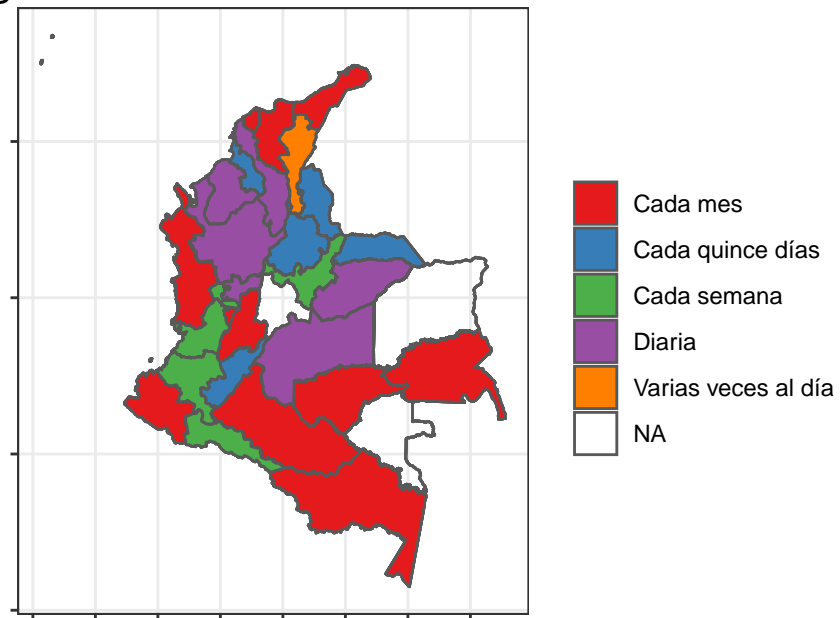 Cada mes
Cada quince días
Cada semana
Diaria
Varias veces al día
NA